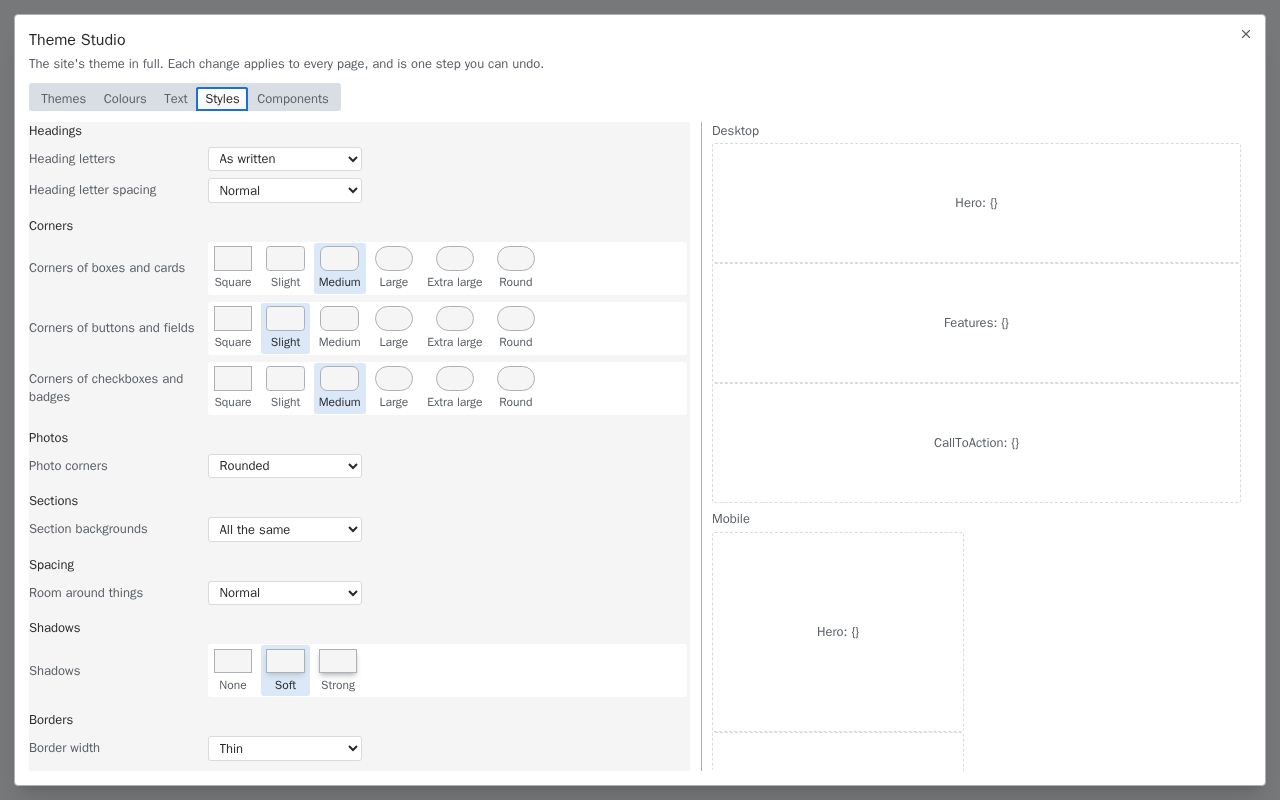 Theme Studio
×
The site's theme in full. Each change applies to every page, and is one step you can undo.
Themes Colours Text Styles Components
Headings
Heading letters As written
Heading letter spacing Normal
Corners
Corners of boxes and cards Square Slight Medium Large Extra large Round
Corners of buttons and fields Square Slight Medium Large Extra large Round
Corners of checkboxes and
badges
Square Slight Medium Large Extra large Round
Photos
Photo corners Rounded
Sections
Section backgrounds All the same
Spacing
Room around things Normal
Shadows
Shadows None Soft Strong
Borders
Border width Thin
Desktop
Hero: {}
Features: {}
CallToAction: {}
Mobile
Hero: {}